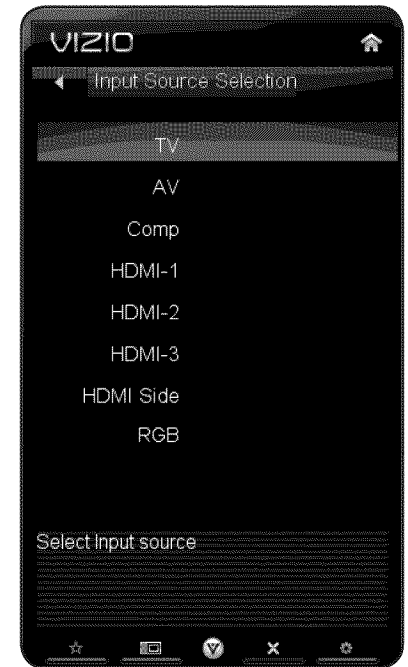 VIZIO
Input Source Selection
TV
AV
Comp
HDMI-1
HDMI-2
HDMI-3
HDMI Side
RGB
Select Input source